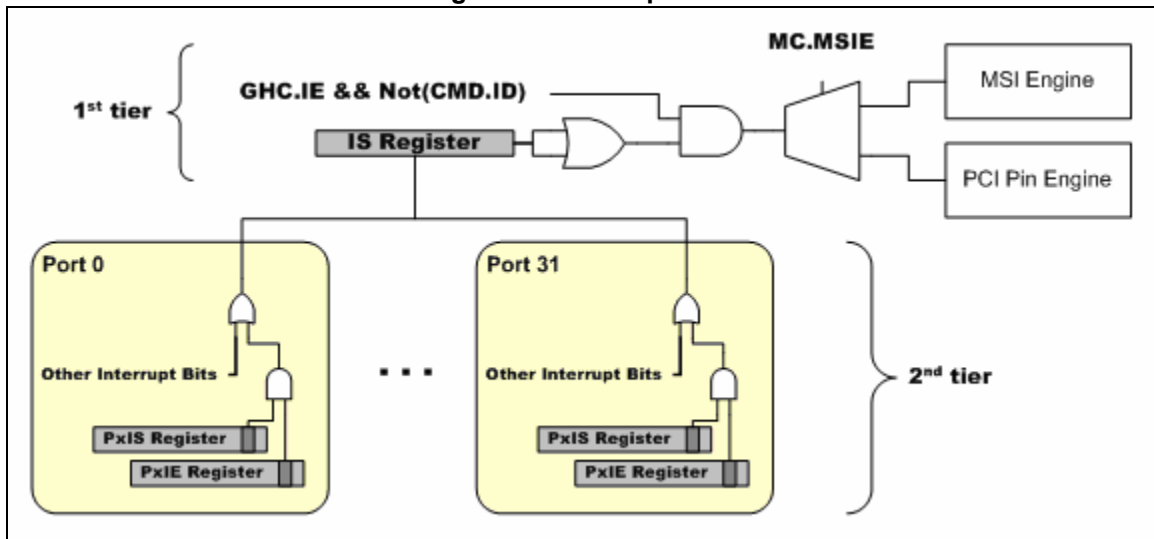 MC.MSIE
MSI Engine
GHC.IE && Not(CMD.ID)
1st tier
IS Register
PCI Pin Engine
Port 0
Port 31
Other Interrupt Bits
...
Other Interrupt Bits
2nd tier
PxIS Register
PxIS Register
PxIE Register
PxIE Register